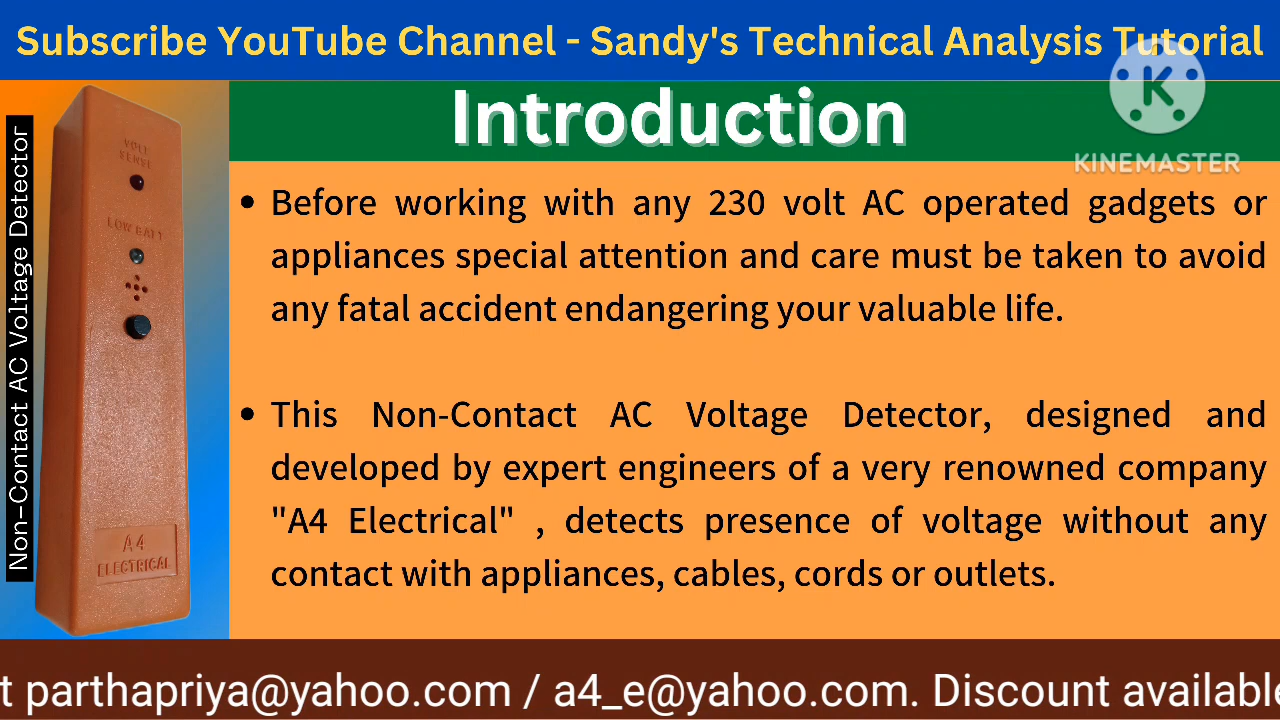 Subscribe YouTube Channel - Sandy's Technical Analysis Tutorial
Introduction
KINEMASTER
Non-Contact AC Voltage Detector
VOLT
SENSE
LOW BATT
A4
ELECTRICAL
• Before working with any 230 volt AC operated gadgets or
appliances special attention and care must be taken to avoid
any fatal accident endangering your valuable life.
• This Non-Contact AC Voltage Detector, designed and
developed by expert engineers of a very renowned company
"A4 Electrical" , detects presence of voltage without any
contact with appliances, cables, cords or outlets.
t parthapriya@yahoo.com / a4_e@yahoo.com. Discount available